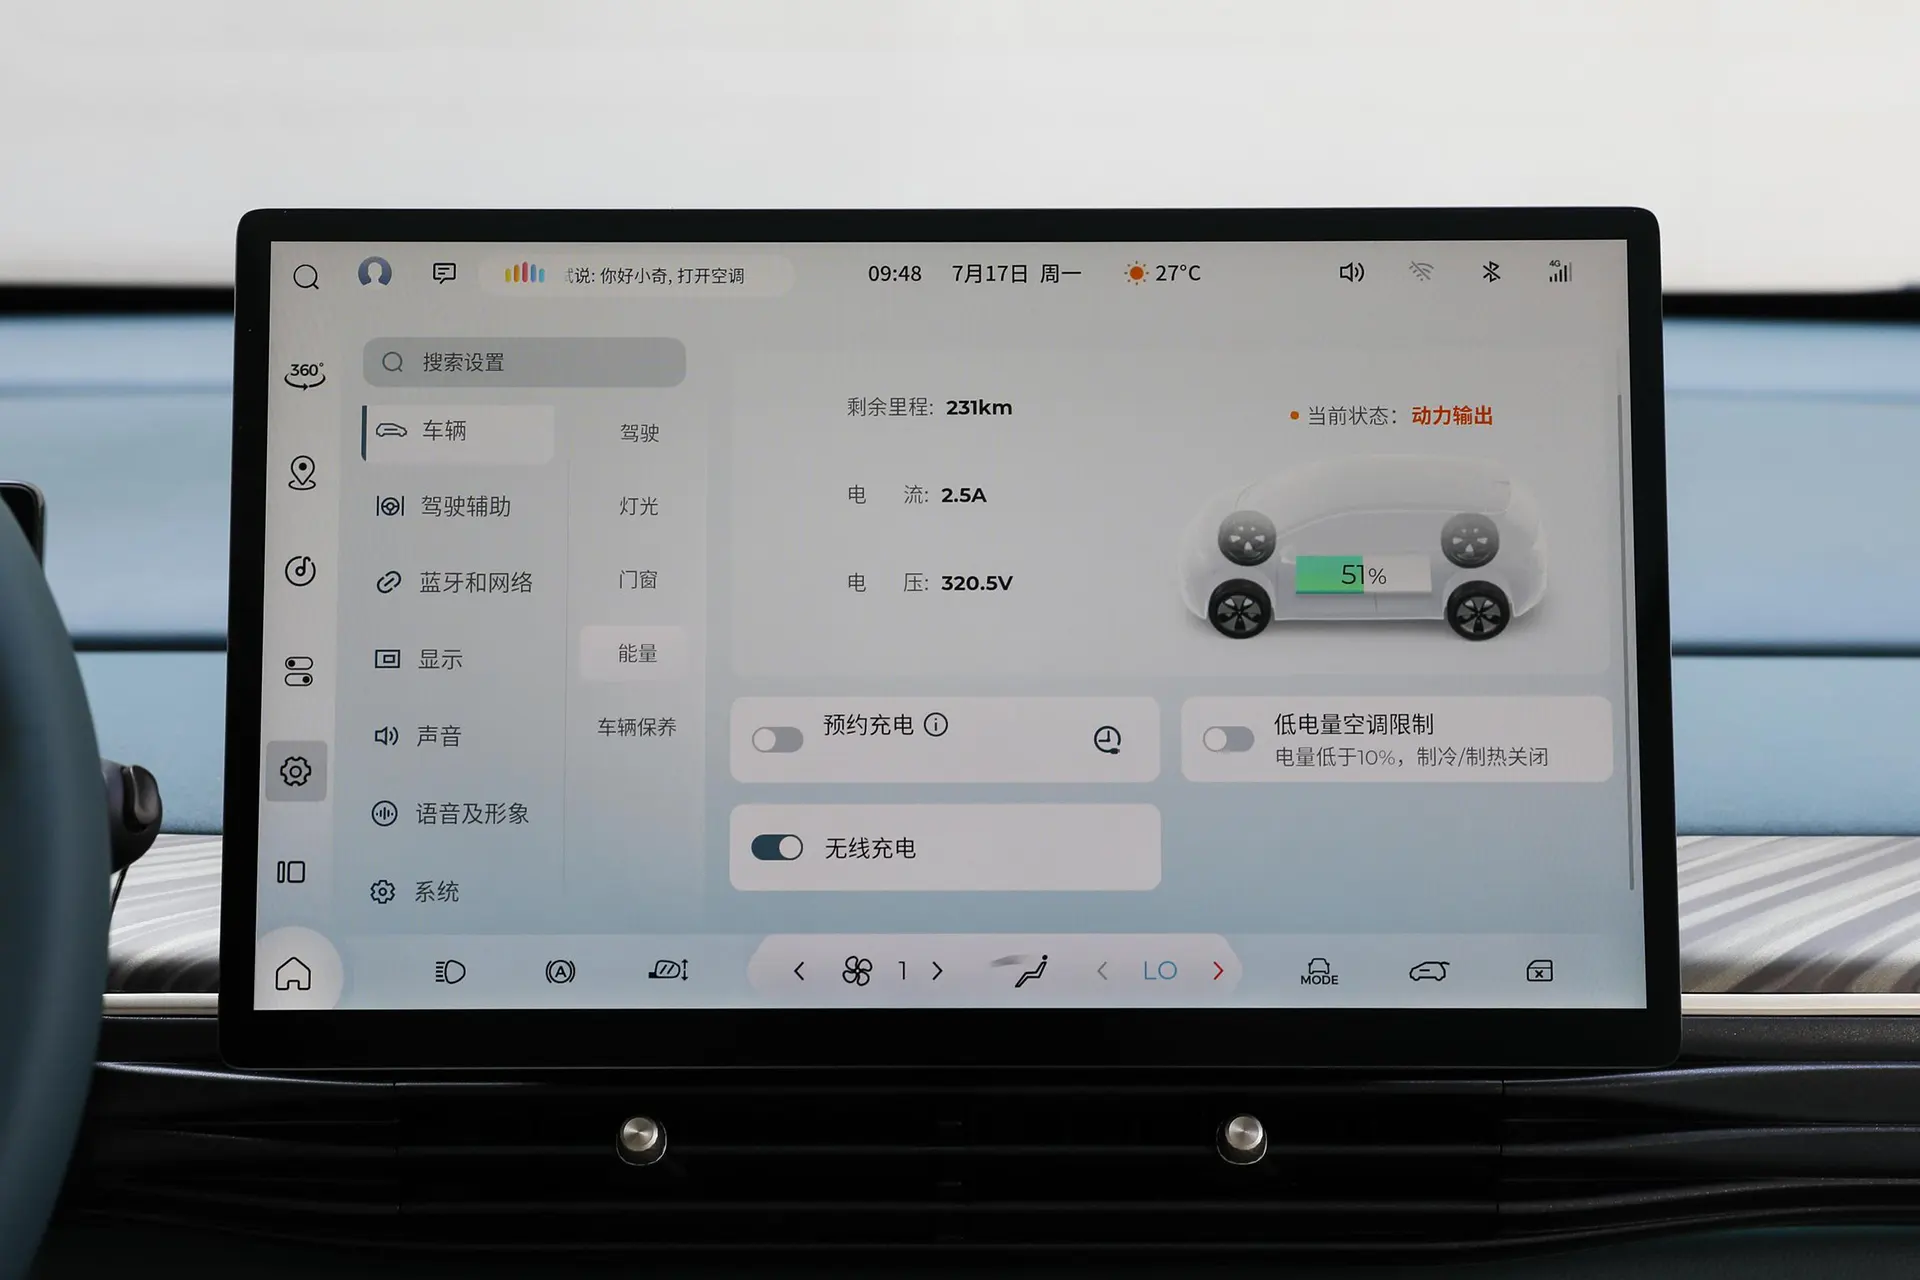 说: 你好小奇, 打开空调
09:48 7月17日 周一 27°C
4G
360°
搜索设置
车辆
驾驶辅助
蓝牙和网络
显示
声音
语音及形象
系统
驾驶
灯光
门窗
能量
车辆保养
剩余里程: 231km
电 流: 2.5A
电 压: 320.5V
当前状态: 动力输出
51%
预约充电
低电量空调限制
电量低于10%，制冷/制热关闭
无线充电
A
1
LO
MODE